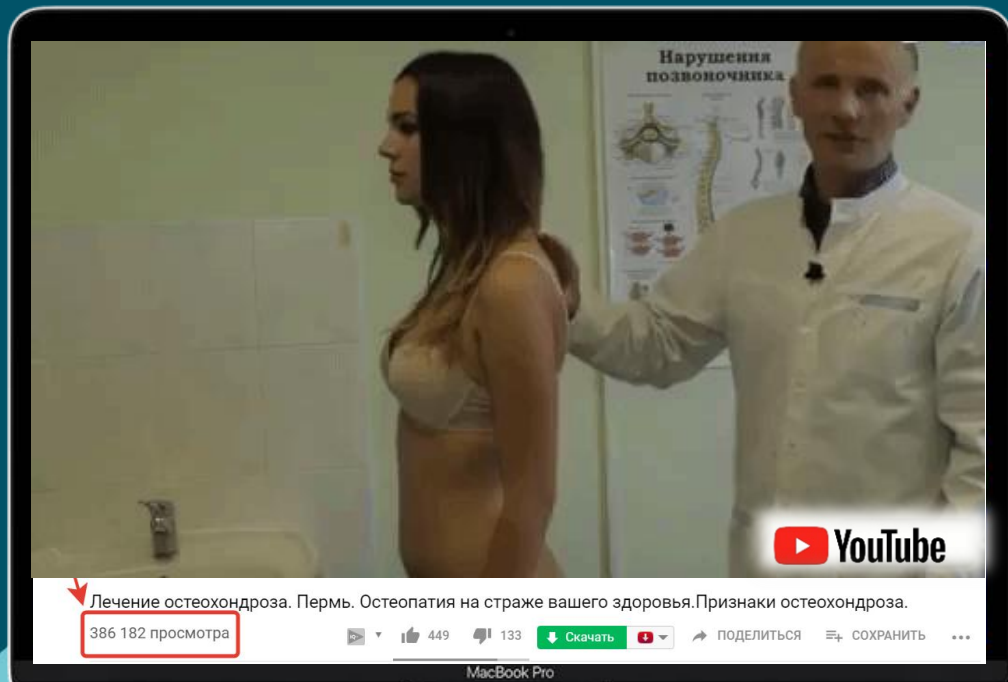 Нарушения
позвоночника
YouTube
Лечение остеохондроза. Пермь. Остеопатия на страже вашего здоровья.Признаки остеохондроза.
386 182 просмотра
449
133
Скачать
ПОДЕЛИТЬСЯ
СОХРАНИТЬ
MacBook Pro